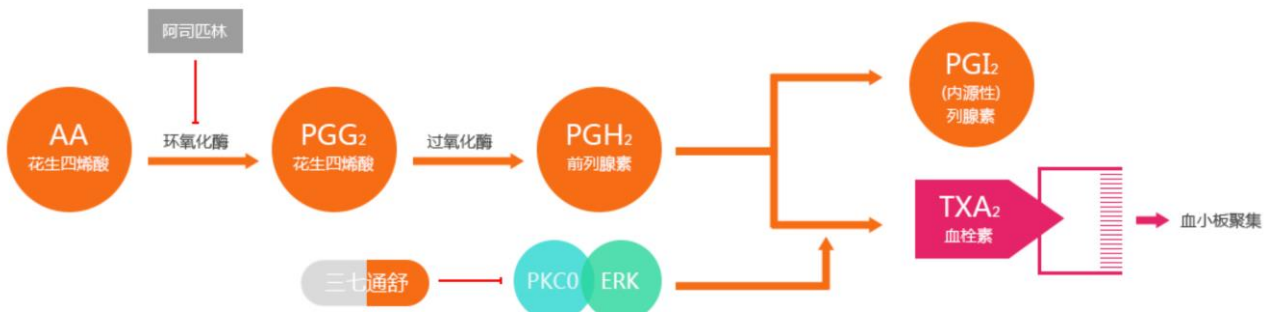 阿司匹林
AA
花生四烯酸
环氧化酶
PGG₂
花生四烯酸
过氧化酶
PGH₂
前列腺素
PGI₂
(内源性)
列腺素
TXA₂
血栓素
血小板聚集
三七通舒
PKC0
ERK